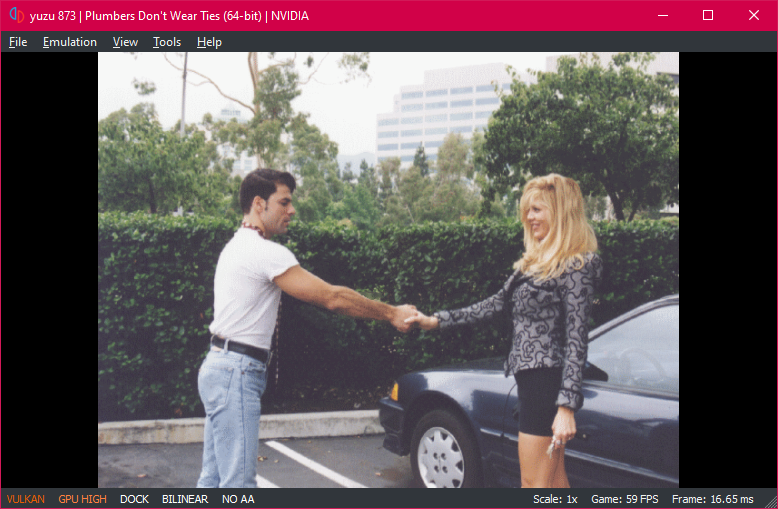 yuzu 873 | Plumbers Don't Wear Ties (64-bit) | NVIDIA
File Emulation View Tools Help
VULKAN GPU HIGH DOCK BILINEAR NO AA Scale: 1x Game: 59 FPS Frame: 16.65 ms